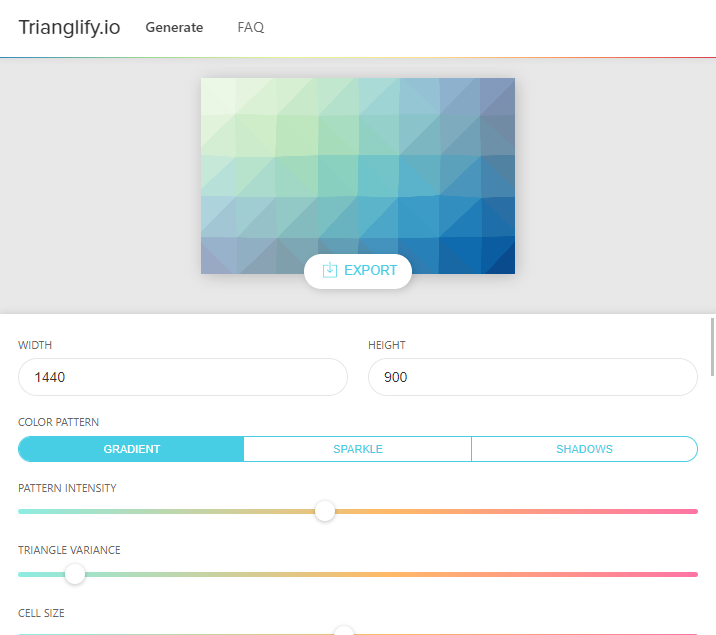 Trianglify.io Generate FAQ
EXPORT
WIDTH HEIGHT
1440 900
COLOR PATTERN
GRADIENT SPARKLE SHADOWS
PATTERN INTENSITY
TRIANGLE VARIANCE
CELL SIZE